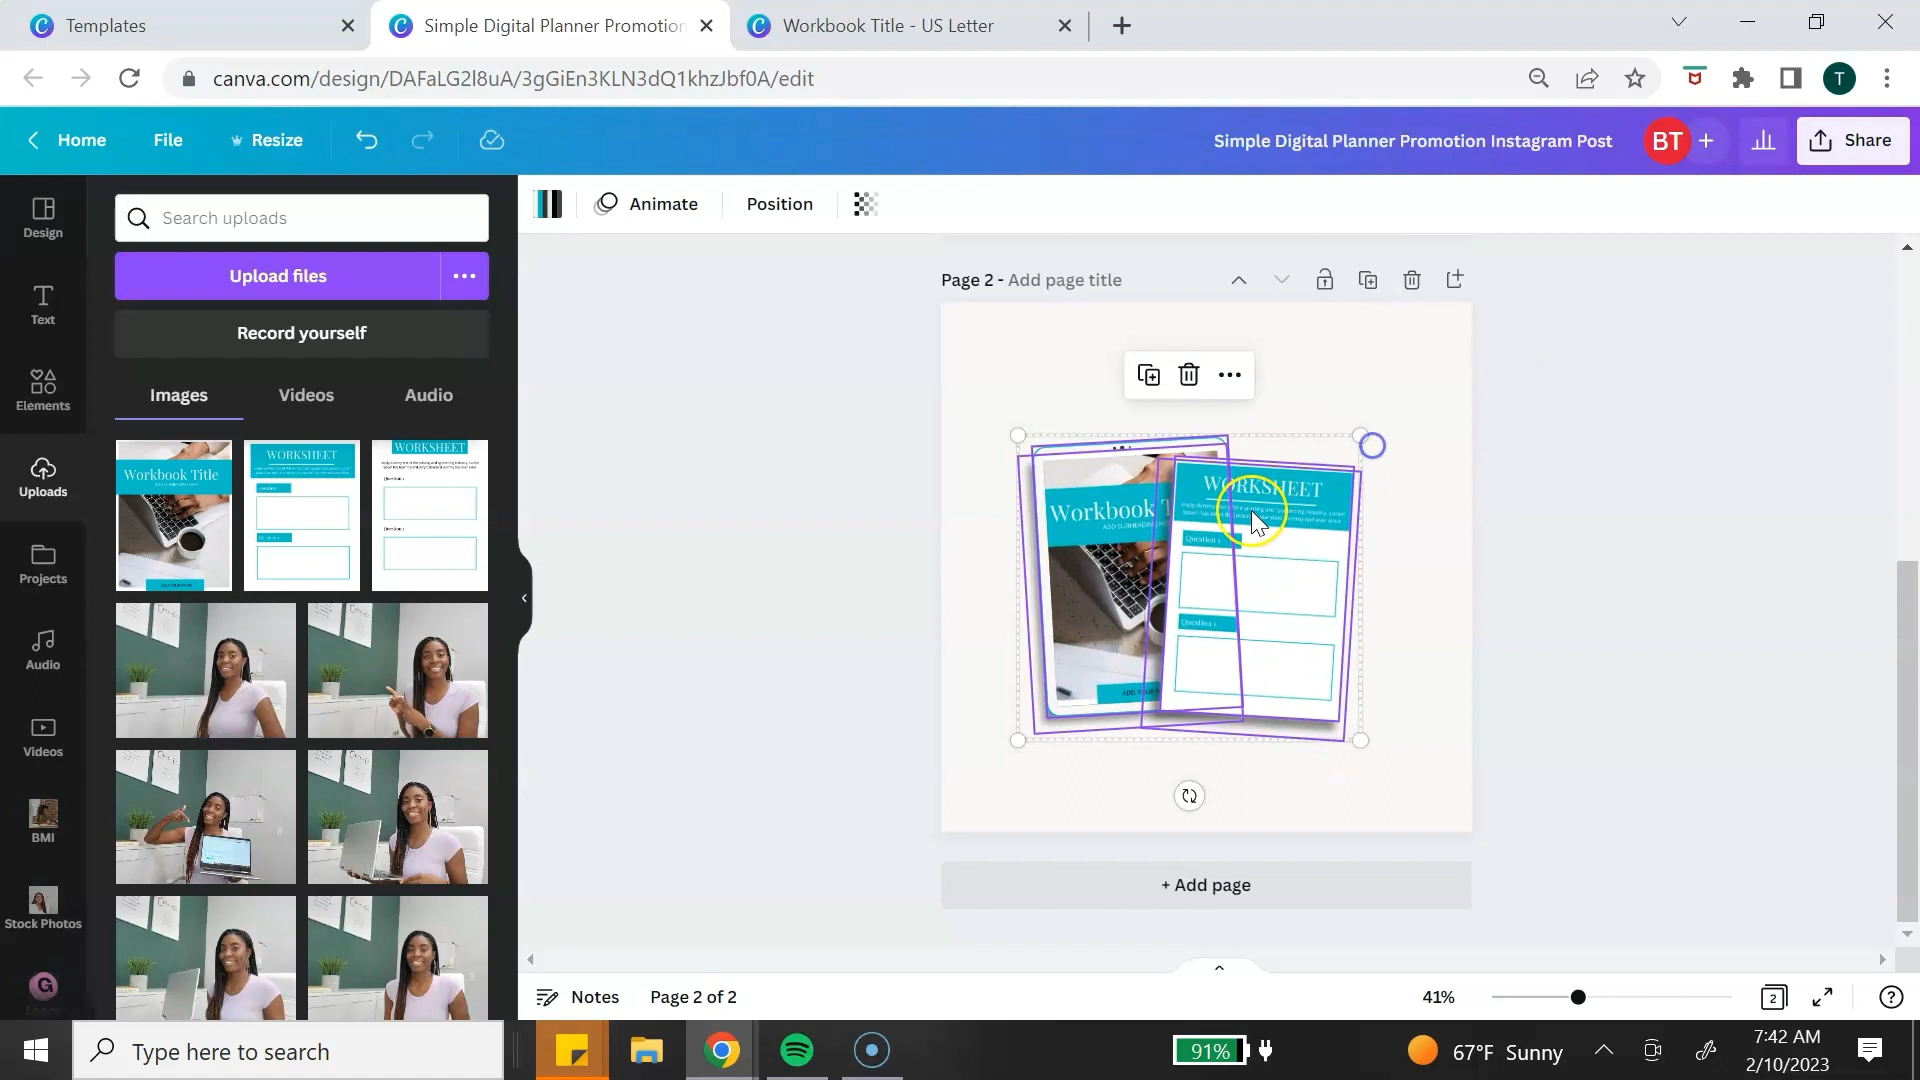 Templates
Simple Digital Planner Promotion
Workbook Title - US Letter
canva.com/design/DAFaLG2l8uA/3gGiEn3KLN3dQ1khzJbf0A/edit
T
Home
File
Resize
Simple Digital Planner Promotion Instagram Post
BT
Share
Design
Text
Elements
Uploads
Projects
Audio
Videos
BMI
Stock Photos
G
Search uploads
Upload files
Record yourself
Images
Videos
Audio
Workbook Title
WORKSHEET
WORKSHEET
Animate
Position
Page 2 - Add page title
Workbook T
WORKSHEET
Question 1
+ Add page
Notes
Page 2 of 2
41%
2
Type here to search
91%
67°F Sunny
7:42 AM
2/10/2023